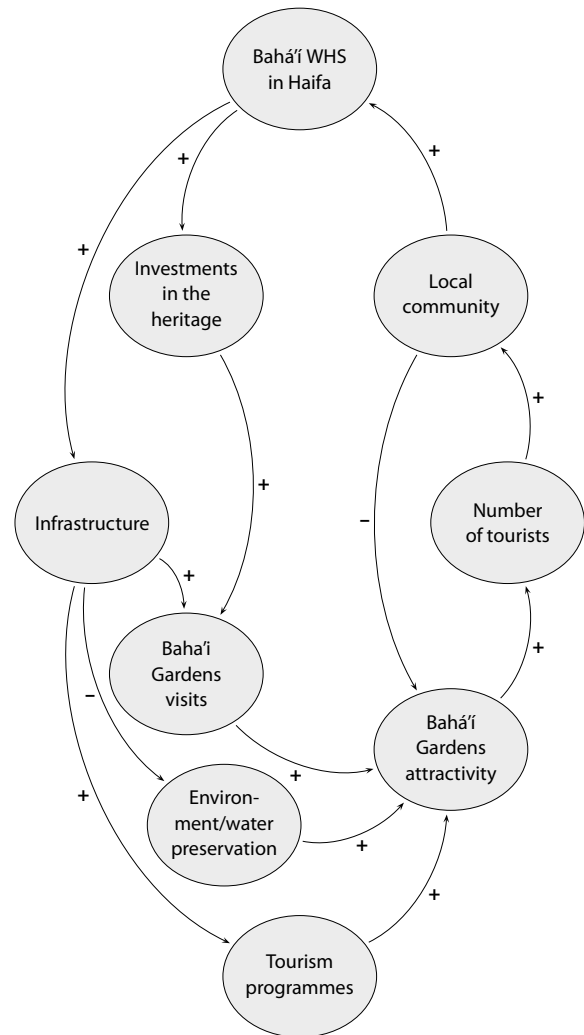 Bahá’í WHS
in Haifa
+
+
+
Investments
in the
heritage
Local
community
+
+
Infrastructure
–
Number
of tourists
+
+
Baha’i
Gardens
visits
–
+
Bahá’í
Gardens
attractivity
+
+
Environ-
ment/water
preservation
+
+
Tourism
programmes